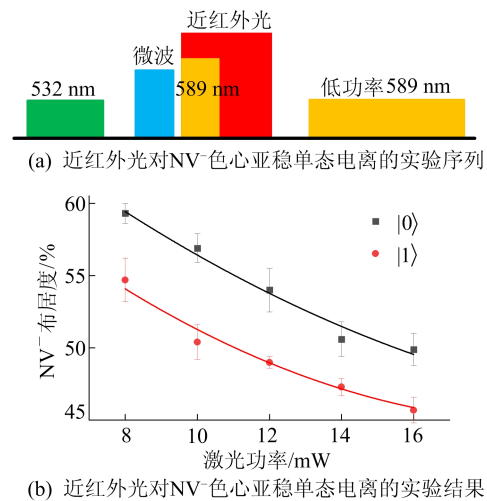 近红外光
微波
532 nm
589 nm
低功率 589 nm
(a) 近红外光对NV⁻色心亚稳单态电离的实验序列
60
55
50
45
NV⁻布居度/%
|0⟩
|1⟩
8 10 12 14 16
激光功率/mW
(b) 近红外光对NV⁻色心亚稳单态电离的实验结果